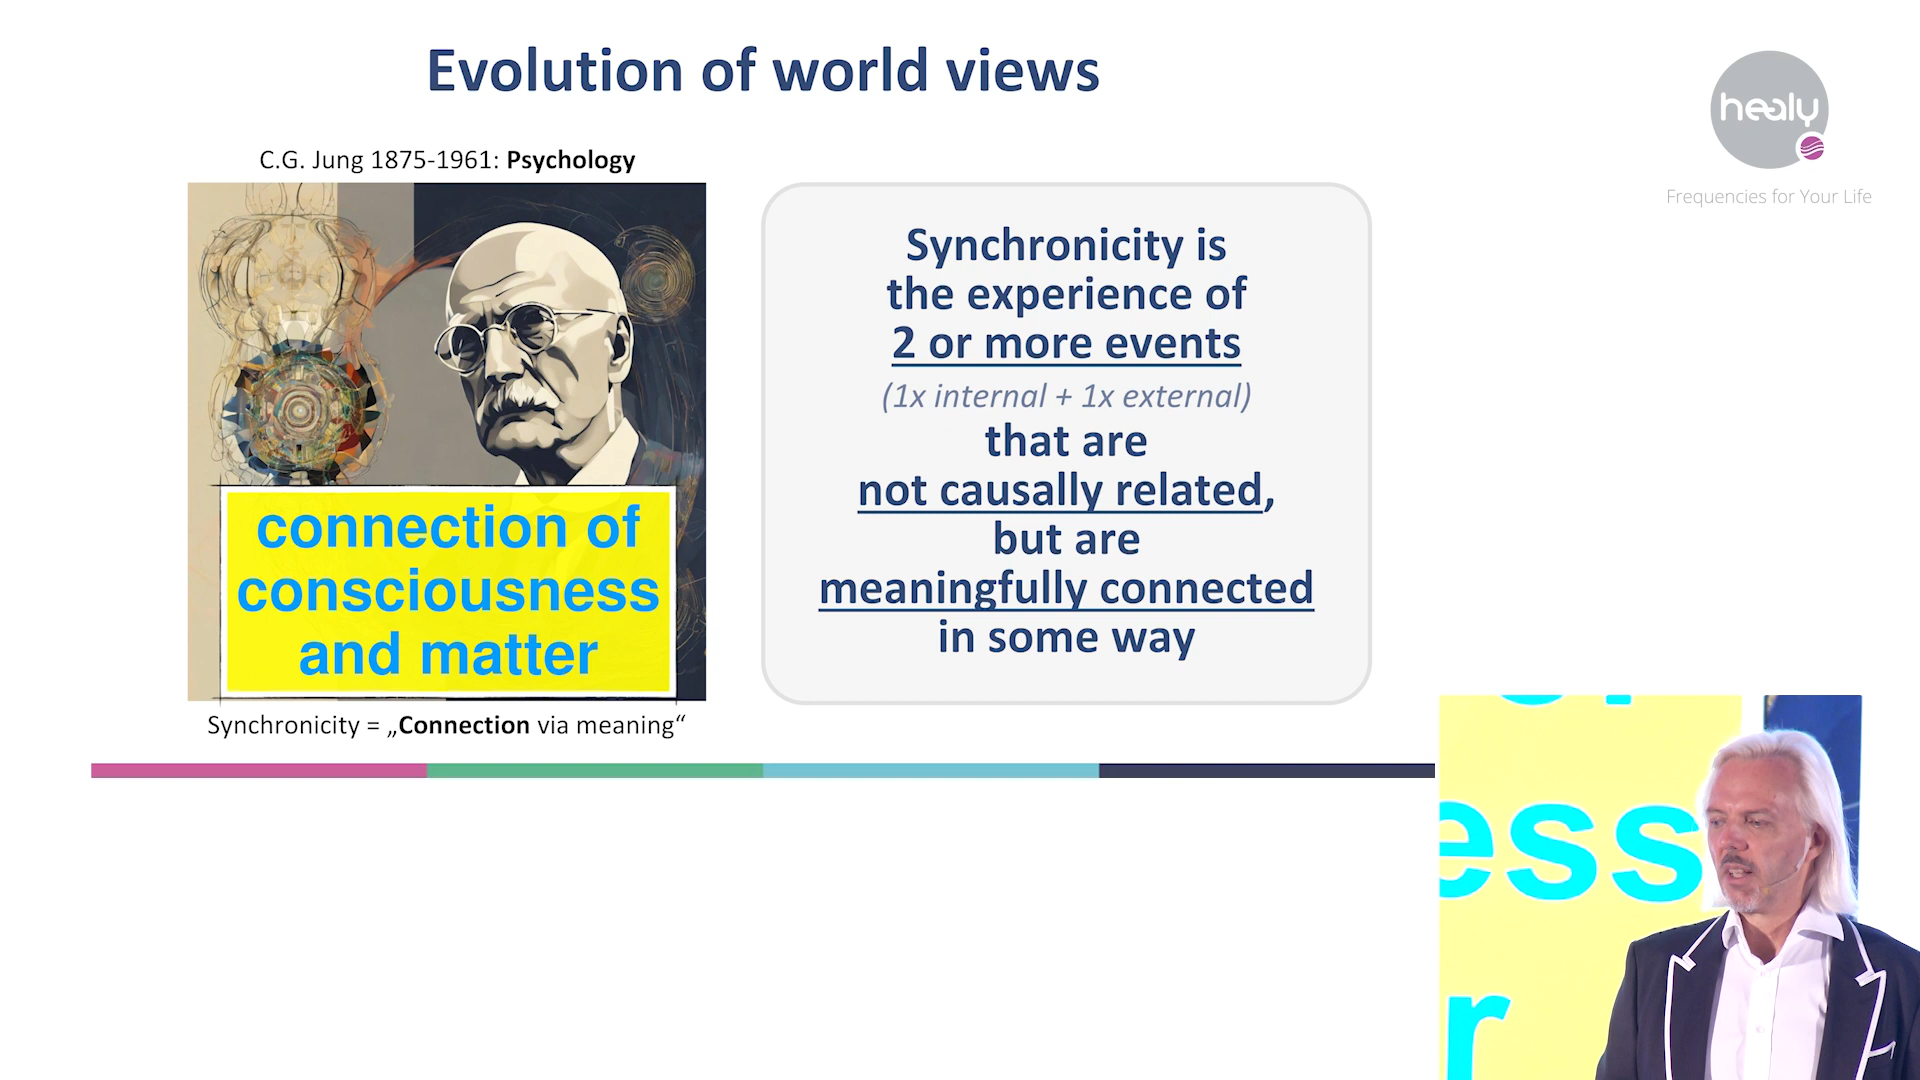 Evolution of world views
healy
Frequencies for Your Life
C.G. Jung 1875-1961: Psychology
connection of
consciousness
and matter
Synchronicity = „Connection via meaning“
Synchronicity is
the experience of
2 or more events
(1x internal + 1x external)
that are
not causally related,
but are
meaningfully connected
in some way
ess
r